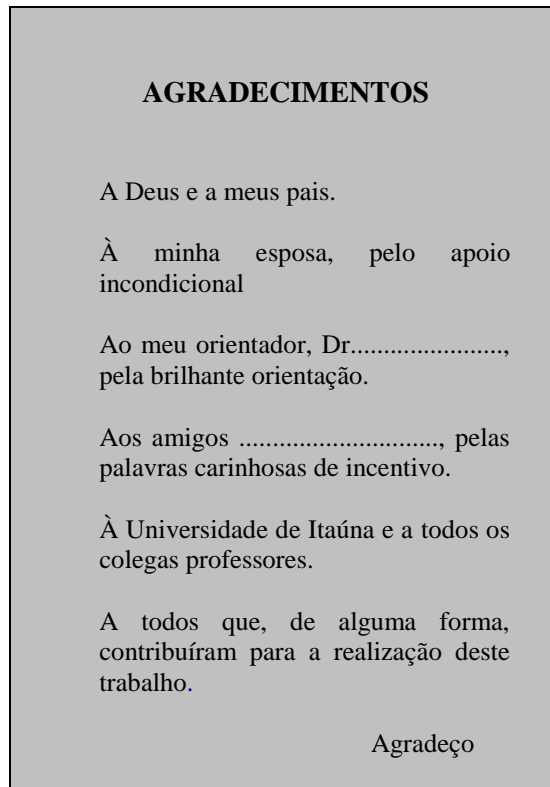 AGRADECIMENTOS
A Deus e a meus pais.
À minha esposa, pelo apoio
incondicional
Ao meu orientador, Dr.......................,
pela brilhante orientação.
Aos amigos .............................., pelas
palavras carinhosas de incentivo.
À Universidade de Itaúna e a todos os
colegas professores.
A todos que, de alguma forma,
contribuíram para a realização deste
trabalho.
Agradeço